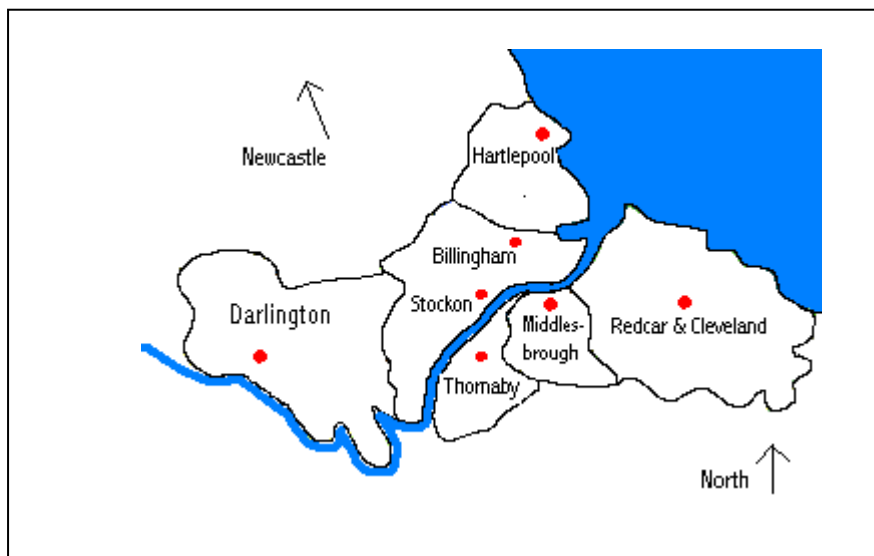 Newcastle
Hartlepool
Billingham
Stockon
Darlington
Middles-
brough
Redcar & Cleveland
Thornaby
North